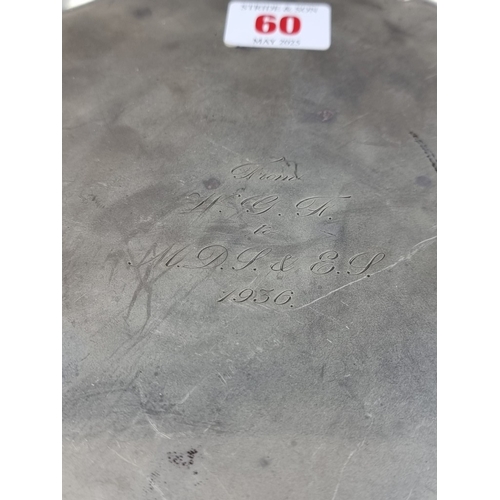 STRIDE & SON
60
MAY 2025
From
H. G. K.
to
M. D. S. & E. S.
1936.